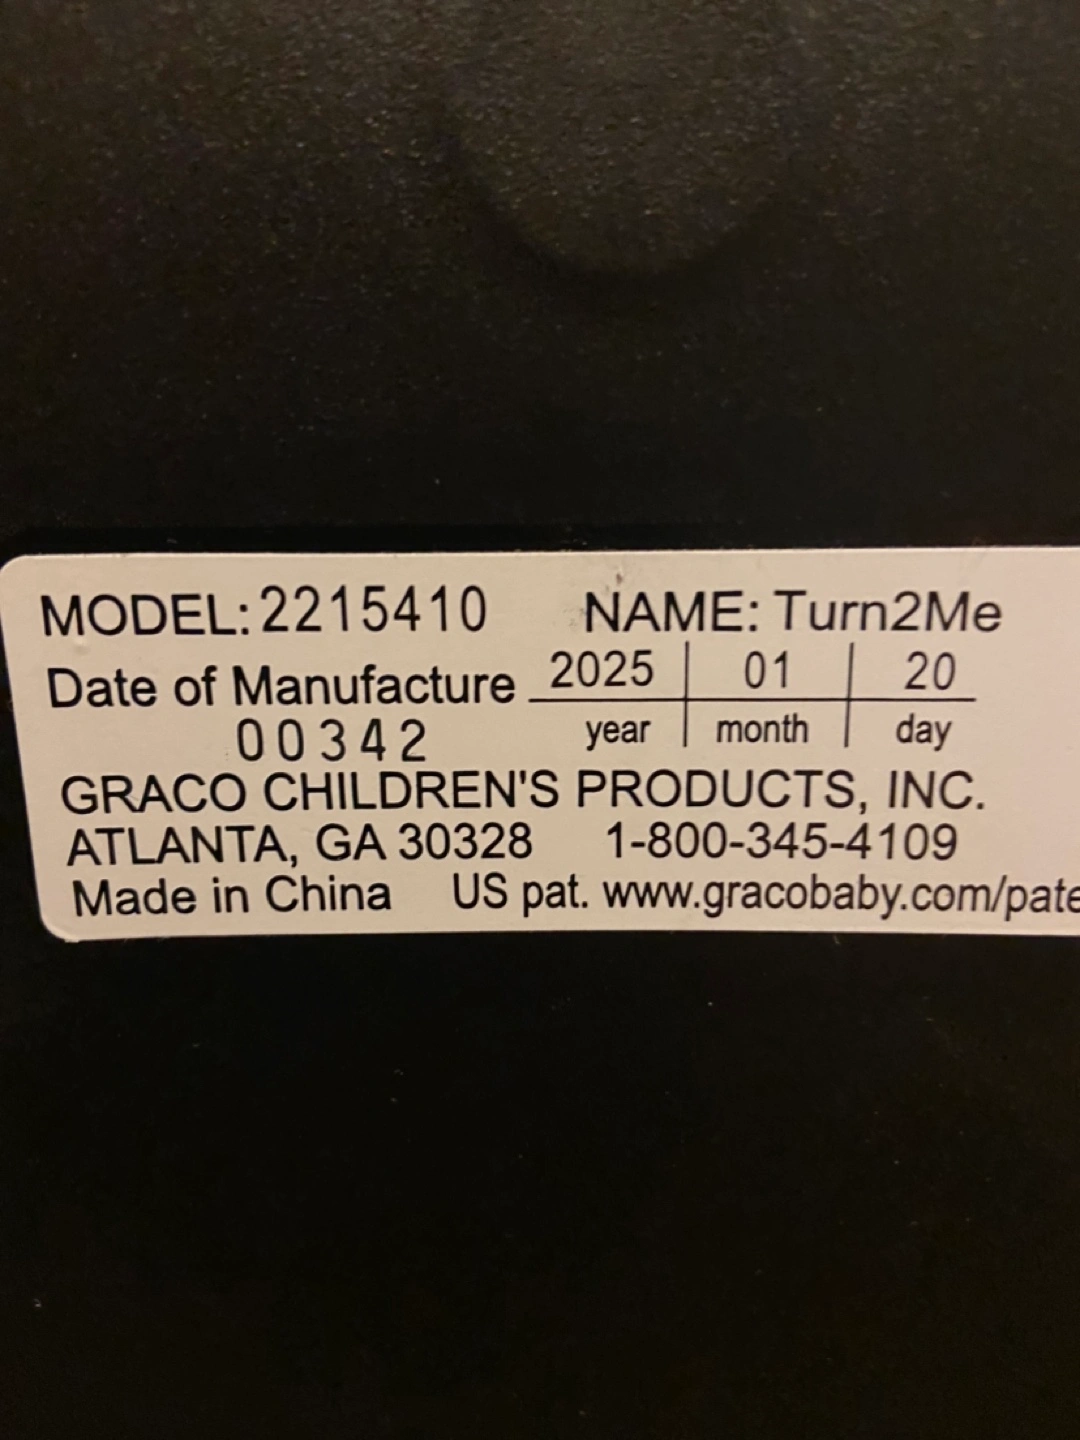 MODEL: 2215410 NAME: Turn2Me
Date of Manufacture 2025 | 01 | 20
00342 year | month | day
GRACO CHILDREN'S PRODUCTS, INC.
ATLANTA, GA 30328 1-800-345-4109
Made in China US pat. www.gracobaby.com/pate